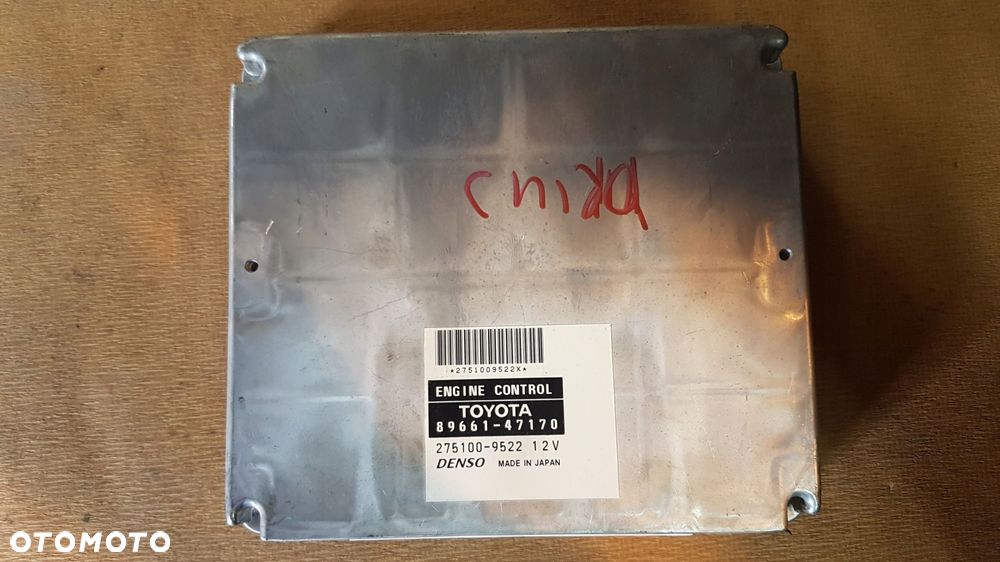 PRIUS
*2751009522X*
ENGINE CONTROL
TOYOTA
89661-47170
275100-9522 12V
DENSO MADE IN JAPAN
OTOMOTO